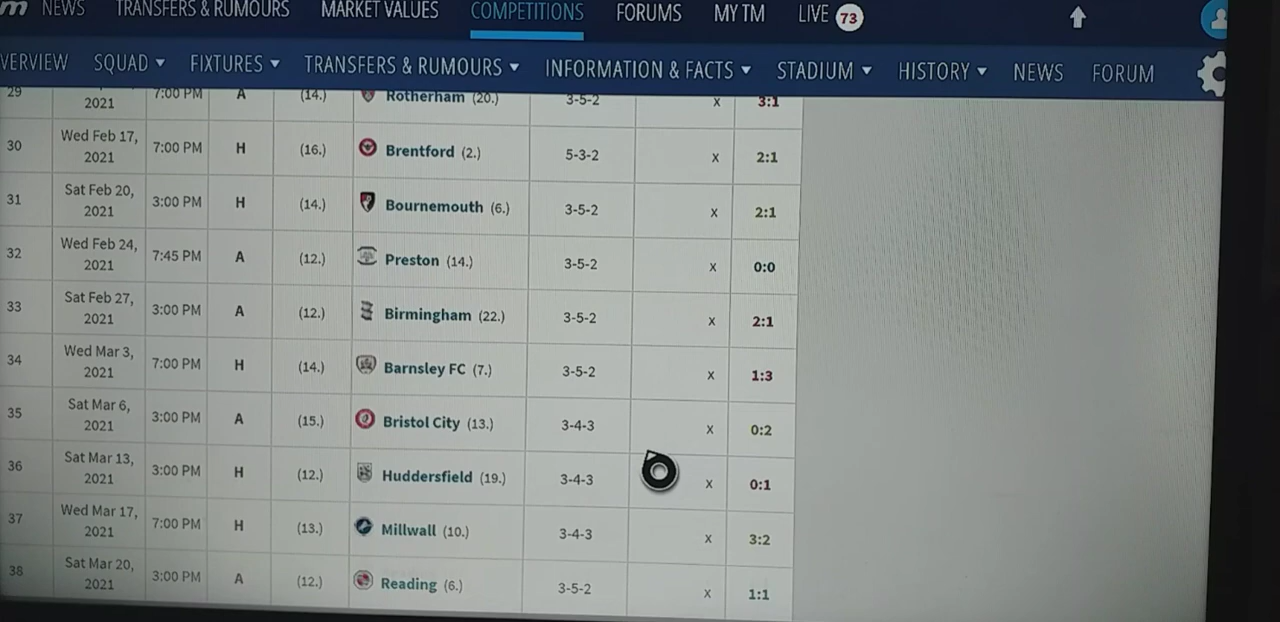 m NEWS TRANSFERS & RUMOURS MARKET VALUES COMPETITIONS FORUMS MY TM LIVE 73
VERVIEW SQUAD FIXTURES TRANSFERS & RUMOURS INFORMATION & FACTS STADIUM HISTORY NEWS FORUM
29 2021 7:00 PM A (14.) Rotherham (20.) 3-5-2 x 3:1
30 Wed Feb 17, 2021 7:00 PM H (16.) Brentford (2.) 5-3-2 x 2:1
31 Sat Feb 20, 2021 3:00 PM H (14.) Bournemouth (6.) 3-5-2 x 2:1
32 Wed Feb 24, 2021 7:45 PM A (12.) Preston (14.) 3-5-2 x 0:0
33 Sat Feb 27, 2021 3:00 PM A (12.) Birmingham (22.) 3-5-2 x 2:1
34 Wed Mar 3, 2021 7:00 PM H (14.) Barnsley FC (7.) 3-5-2 x 1:3
35 Sat Mar 6, 2021 3:00 PM A (15.) Bristol City (13.) 3-4-3 x 0:2
36 Sat Mar 13, 2021 3:00 PM H (12.) Huddersfield (19.) 3-4-3 x 0:1
37 Wed Mar 17, 2021 7:00 PM H (13.) Millwall (10.) 3-4-3 x 3:2
38 Sat Mar 20, 2021 3:00 PM A (12.) Reading (6.) 3-5-2 x 1:1